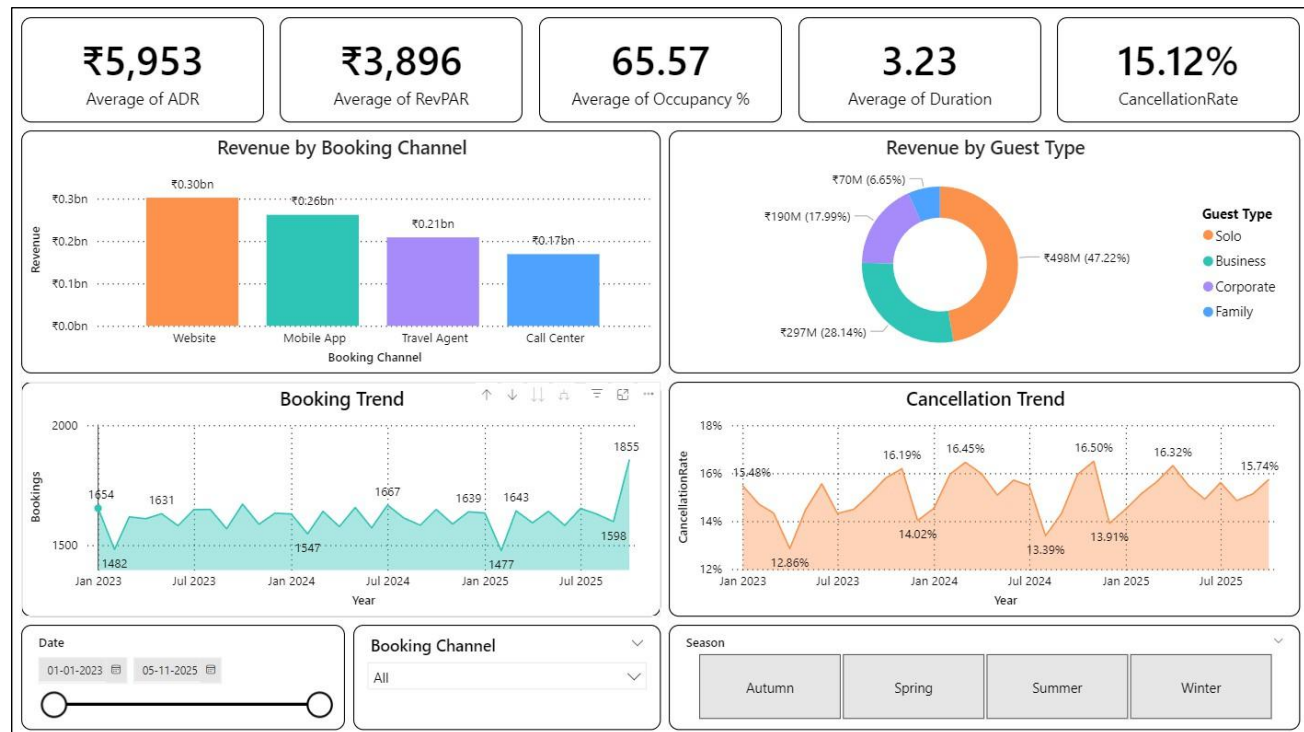 ₹5,953
Average of ADR
₹3,896
Average of RevPAR
65.57
Average of Occupancy %
3.23
Average of Duration
15.12%
CancellationRate
Revenue by Booking Channel
₹0.3bn
₹0.2bn
₹0.1bn
₹0.0bn
Revenue
₹0.30bn
₹0.26bn
₹0.21bn
₹0.17bn
Website
Mobile App
Travel Agent
Call Center
Booking Channel
Revenue by Guest Type
₹70M (6.65%)
₹190M (17.99%)
₹498M (47.22%)
₹297M (28.14%)
Guest Type
Solo
Business
Corporate
Family
Booking Trend
2000
1500
Bookings
1654
1482
1631
1547
1667
1639
1477
1643
1598
1855
Jan 2023
Jul 2023
Jan 2024
Jul 2024
Jan 2025
Jul 2025
Year
Cancellation Trend
18%
16%
14%
12%
CancellationRate
15.48%
12.86%
16.19%
14.02%
16.45%
13.39%
16.50%
13.91%
16.32%
15.74%
Jan 2023
Jul 2023
Jan 2024
Jul 2024
Jan 2025
Jul 2025
Year
Date
01-01-2023
05-11-2025
Booking Channel
All
Season
Autumn
Spring
Summer
Winter